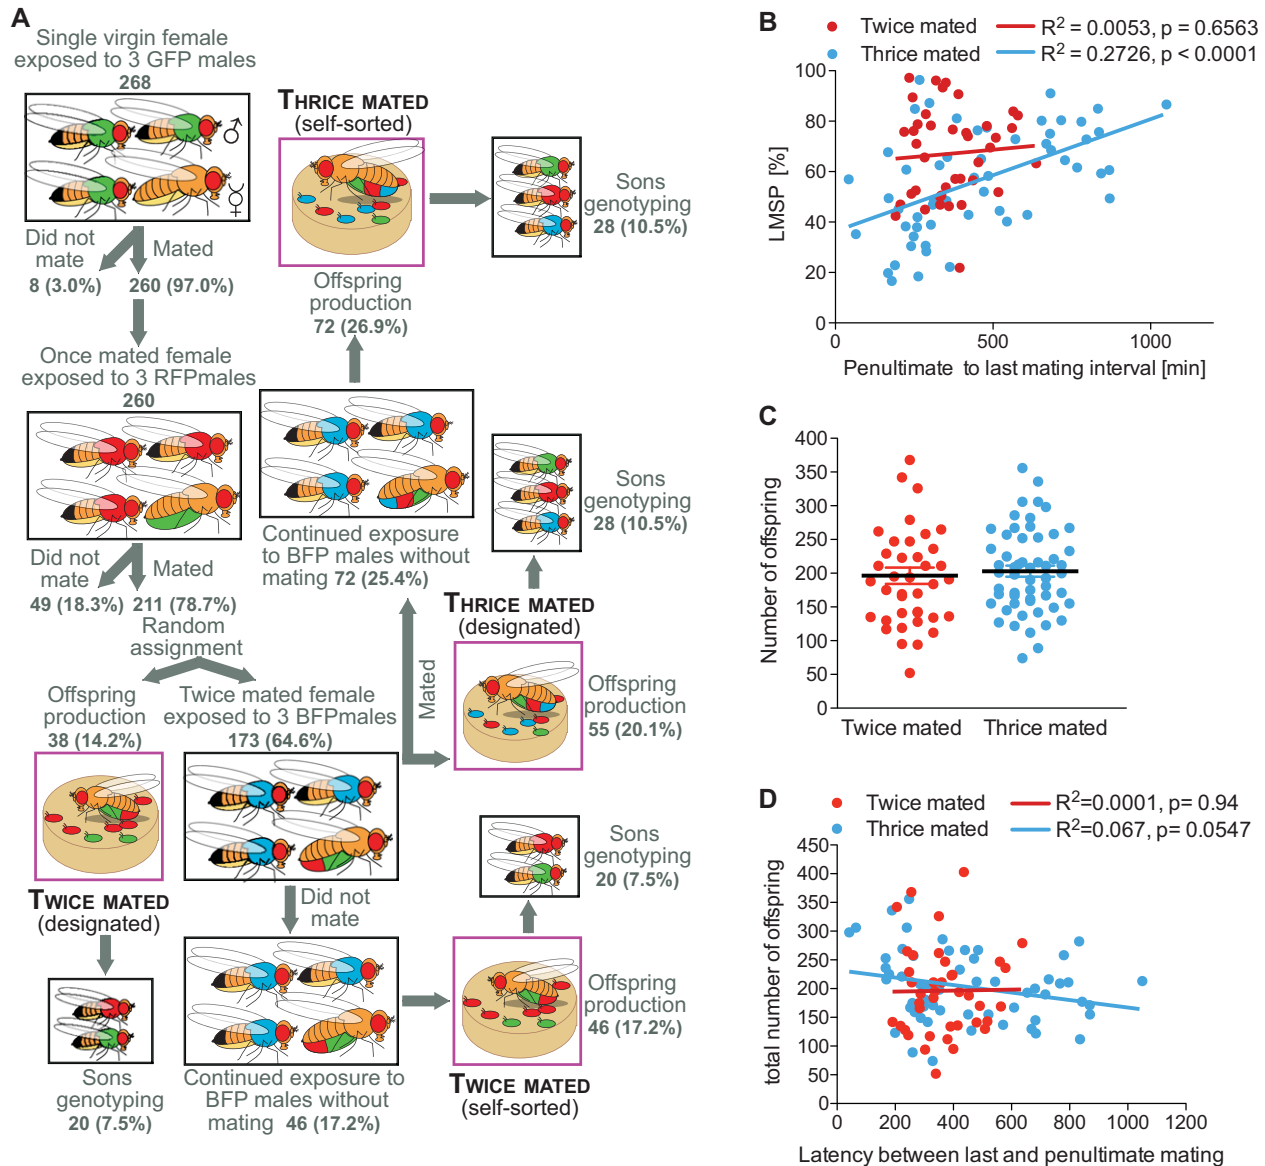 A
Single virgin female
exposed to 3 GFP males
268
Did not
mate
8 (3.0%)
Mated
260 (97.0%)
Once mated female
exposed to 3 RFPmales
260
Did not
mate
49 (18.3%)
Mated
211 (78.7%)
Random
assignment
Offspring
production
38 (14.2%)
TWICE MATED
(designated)
Sons
genotyping
20 (7.5%)
Twice mated female
exposed to 3 BFPmales
173 (64.6%)
Did not
mate
Continued exposure to
BFP males without
mating 46 (17.2%)
THRICE MATED
(self-sorted)
Offspring
production
72 (26.9%)
Sons
genotyping
28 (10.5%)
Continued exposure
to BFP males without
mating 72 (25.4%)
Mated
Sons
genotyping
28 (10.5%)
THRICE MATED
(designated)
Offspring
production
55 (20.1%)
Sons
genotyping
20 (7.5%)
Offspring
production
46 (17.2%)
TWICE MATED
(self-sorted)
B
Twice mated R² = 0.0053, p = 0.6563
Thrice mated R² = 0.2726, p < 0.0001
LMSP [%]
100
80
60
40
20
0
0 500 1000
Penultimate to last mating interval [min]
C
Number of offspring
400
350
300
250
200
150
100
50
0
Twice mated Thrice mated
D
Twice mated R²=0.0001, p= 0.94
Thrice mated R²=0.067, p= 0.0547
total number of offspring
450
400
350
300
250
200
150
100
50
0
0 200 400 600 800 1000 1200
Latency between last and penultimate mating